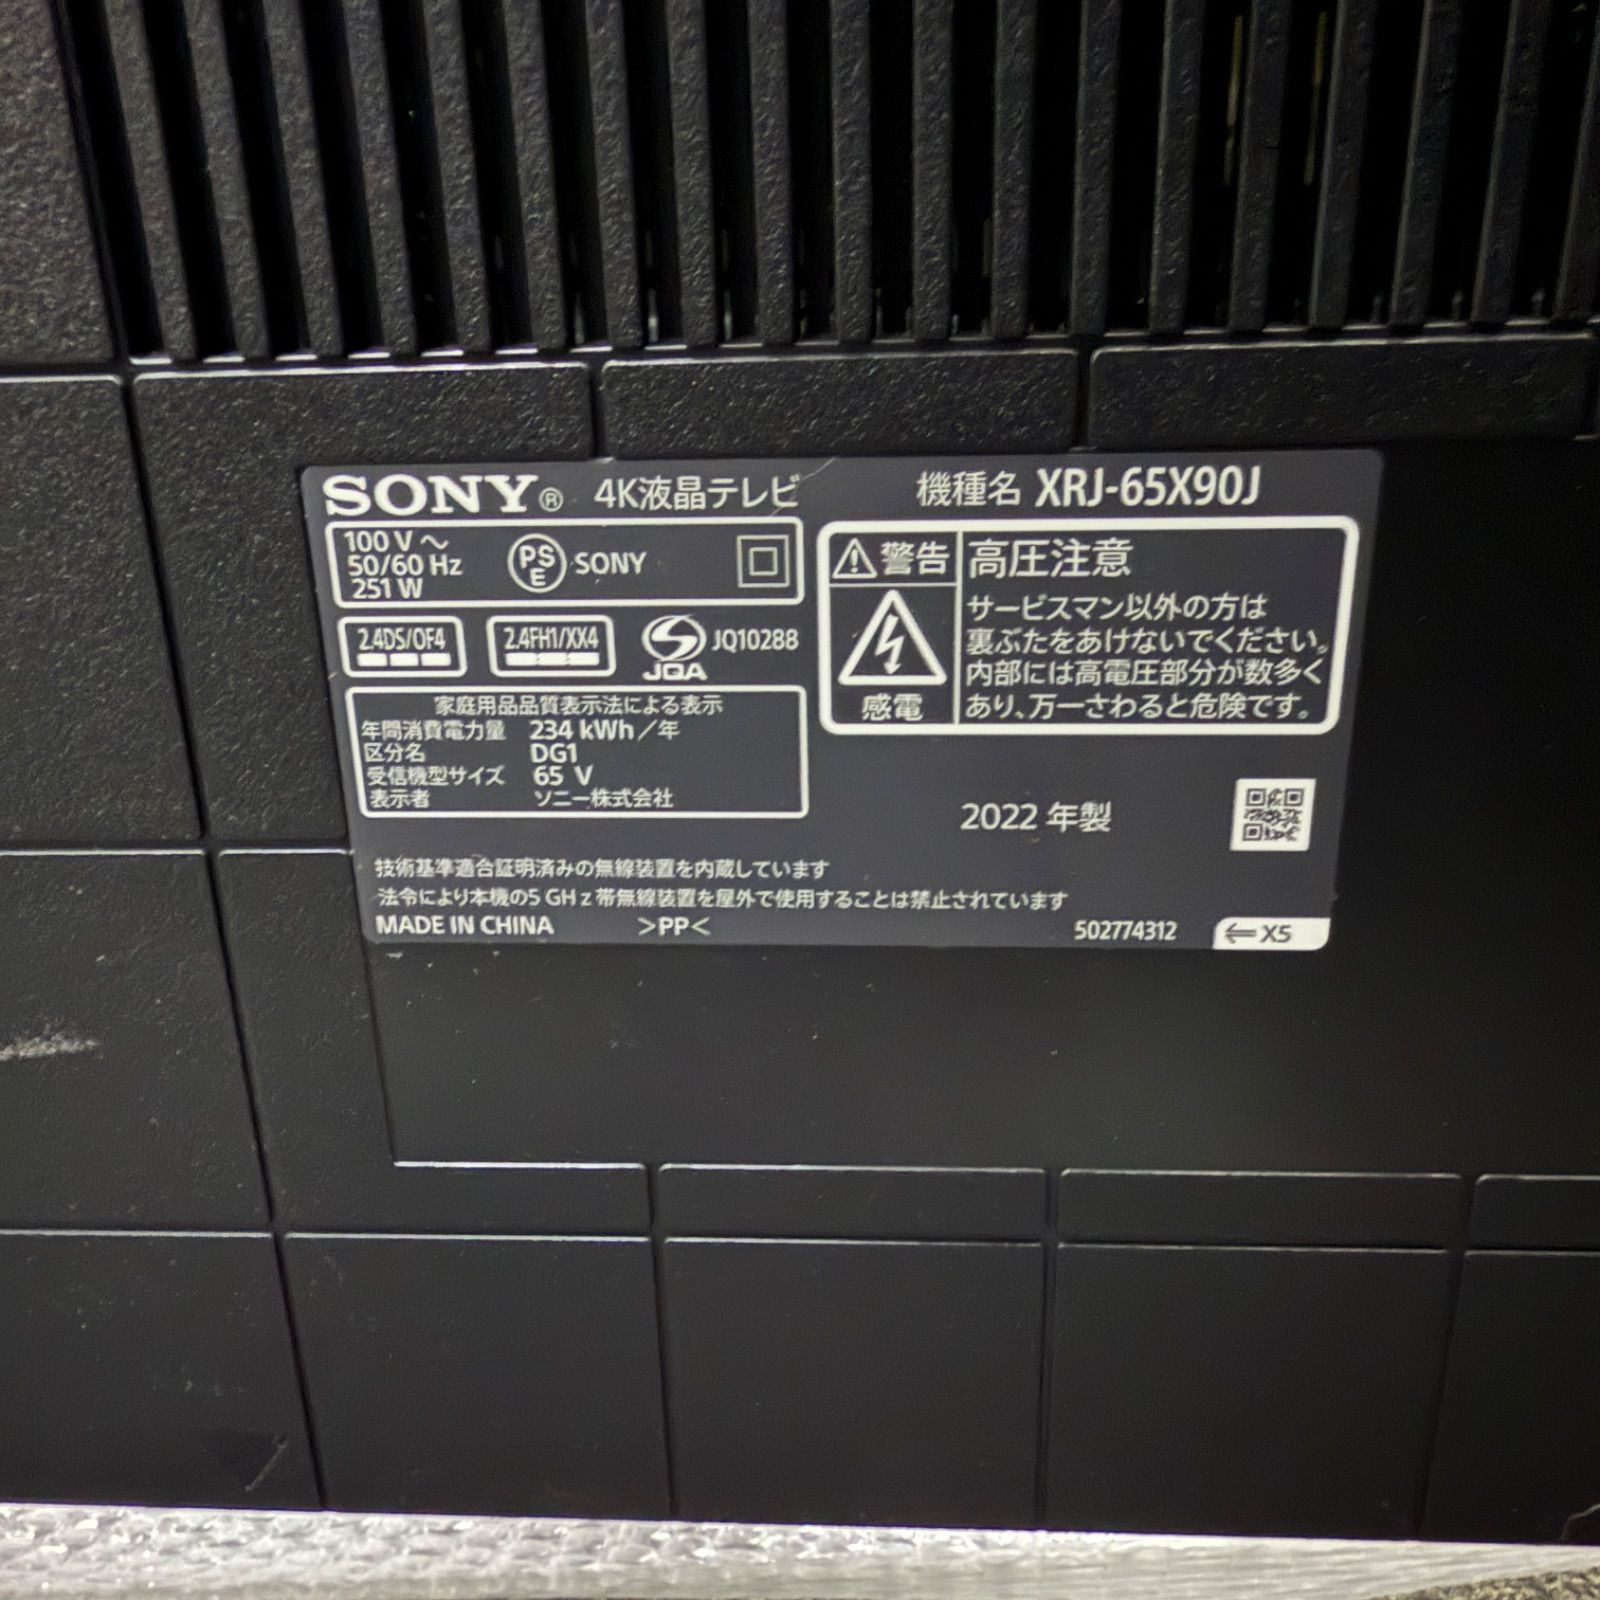 SONY® 4K液晶テレビ 機種名 XRJ-65X90J
100 V ~
50/60 Hz
251 W
PSE SONY
2.4DS/OF4 2.4FH1/XX4 JQA JQ10288
家庭用品品質表示法による表示
年間消費電力量 234 kWh/年
区分名 DG1
受信機型サイズ 65 V
表示者 ソニー株式会社
警告 高圧注意
感電
サービスマン以外の方は
裏ぶたをあけないでください。
内部には高電圧部分が数多く
あり、万一さわると危険です。
2022 年製
技術基準適合証明済みの無線装置を内蔵しています
法令により本機の5 GHz帯無線装置を屋外で使用することは禁止されています
MADE IN CHINA >PP< 502774312 ←X5